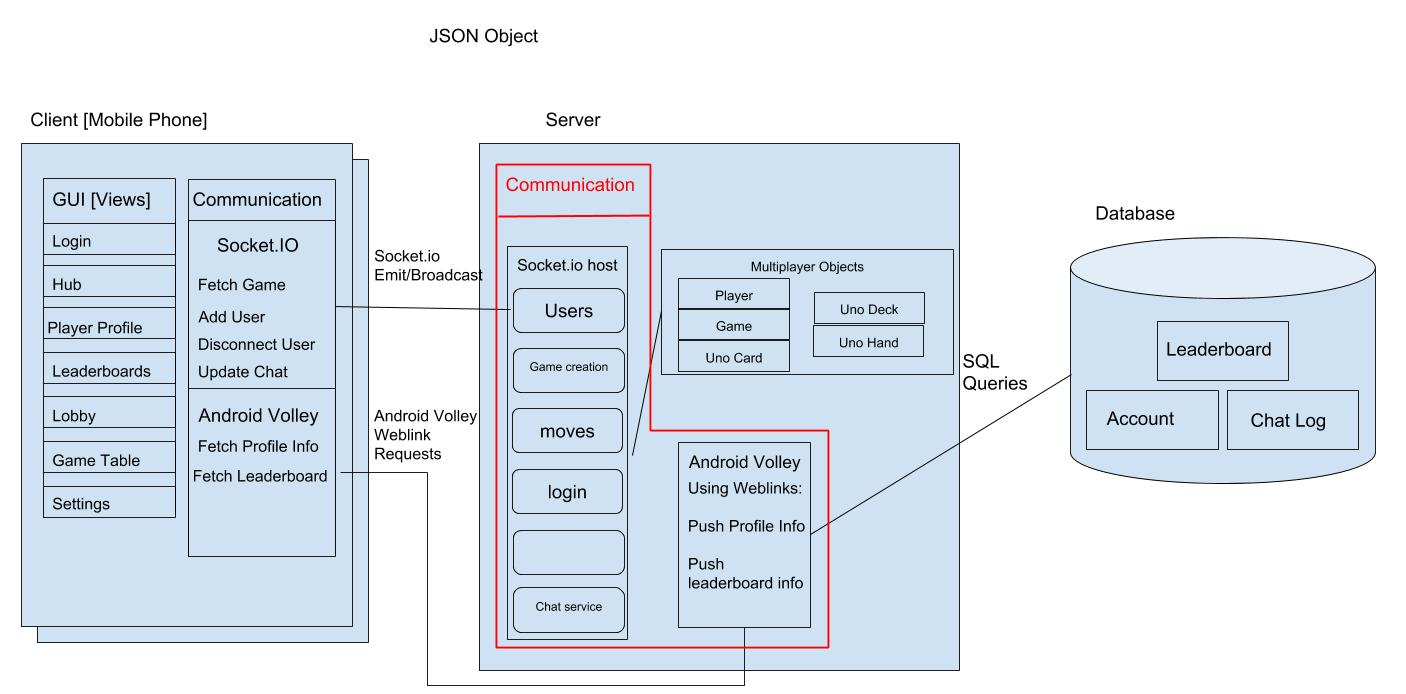 JSON Object
Client [Mobile Phone]
GUI [Views]
Login
Hub
Player Profile
Leaderboards
Lobby
Game Table
Settings
Communication
Socket.IO
Fetch Game
Add User
Disconnect User
Update Chat
Android Volley
Fetch Profile Info
Fetch Leaderboard
Socket.io
Emit/Broadcast
Android Volley
Weblink
Requests
Server
Communication
Socket.io host
Users
Game creation
moves
login
Chat service
Multiplayer Objects
Player
Game
Uno Card
Uno Deck
Uno Hand
Android Volley
Using Weblinks:
Push Profile Info
Push
leaderboard info
SQL
Queries
Database
Leaderboard
Account
Chat Log